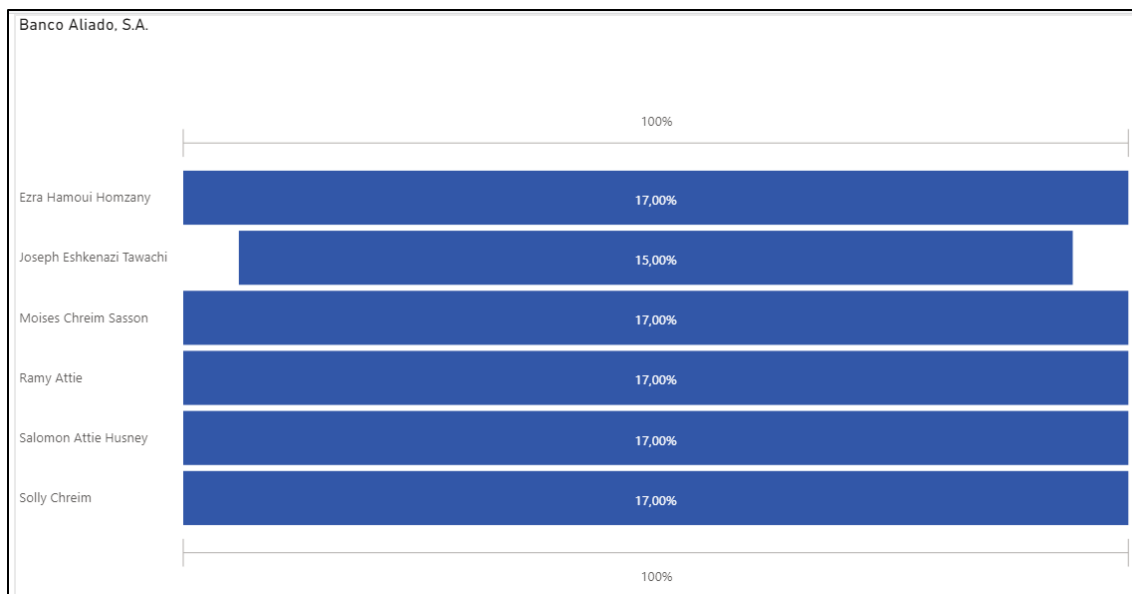 Banco Aliado, S.A.
100%
Ezra Hamoui Homzany 17,00%
Joseph Eshkenazi Tawachi 15,00%
Moises Chreim Sasson 17,00%
Ramy Attie 17,00%
Salomon Attie Husney 17,00%
Solly Chreim 17,00%
100%